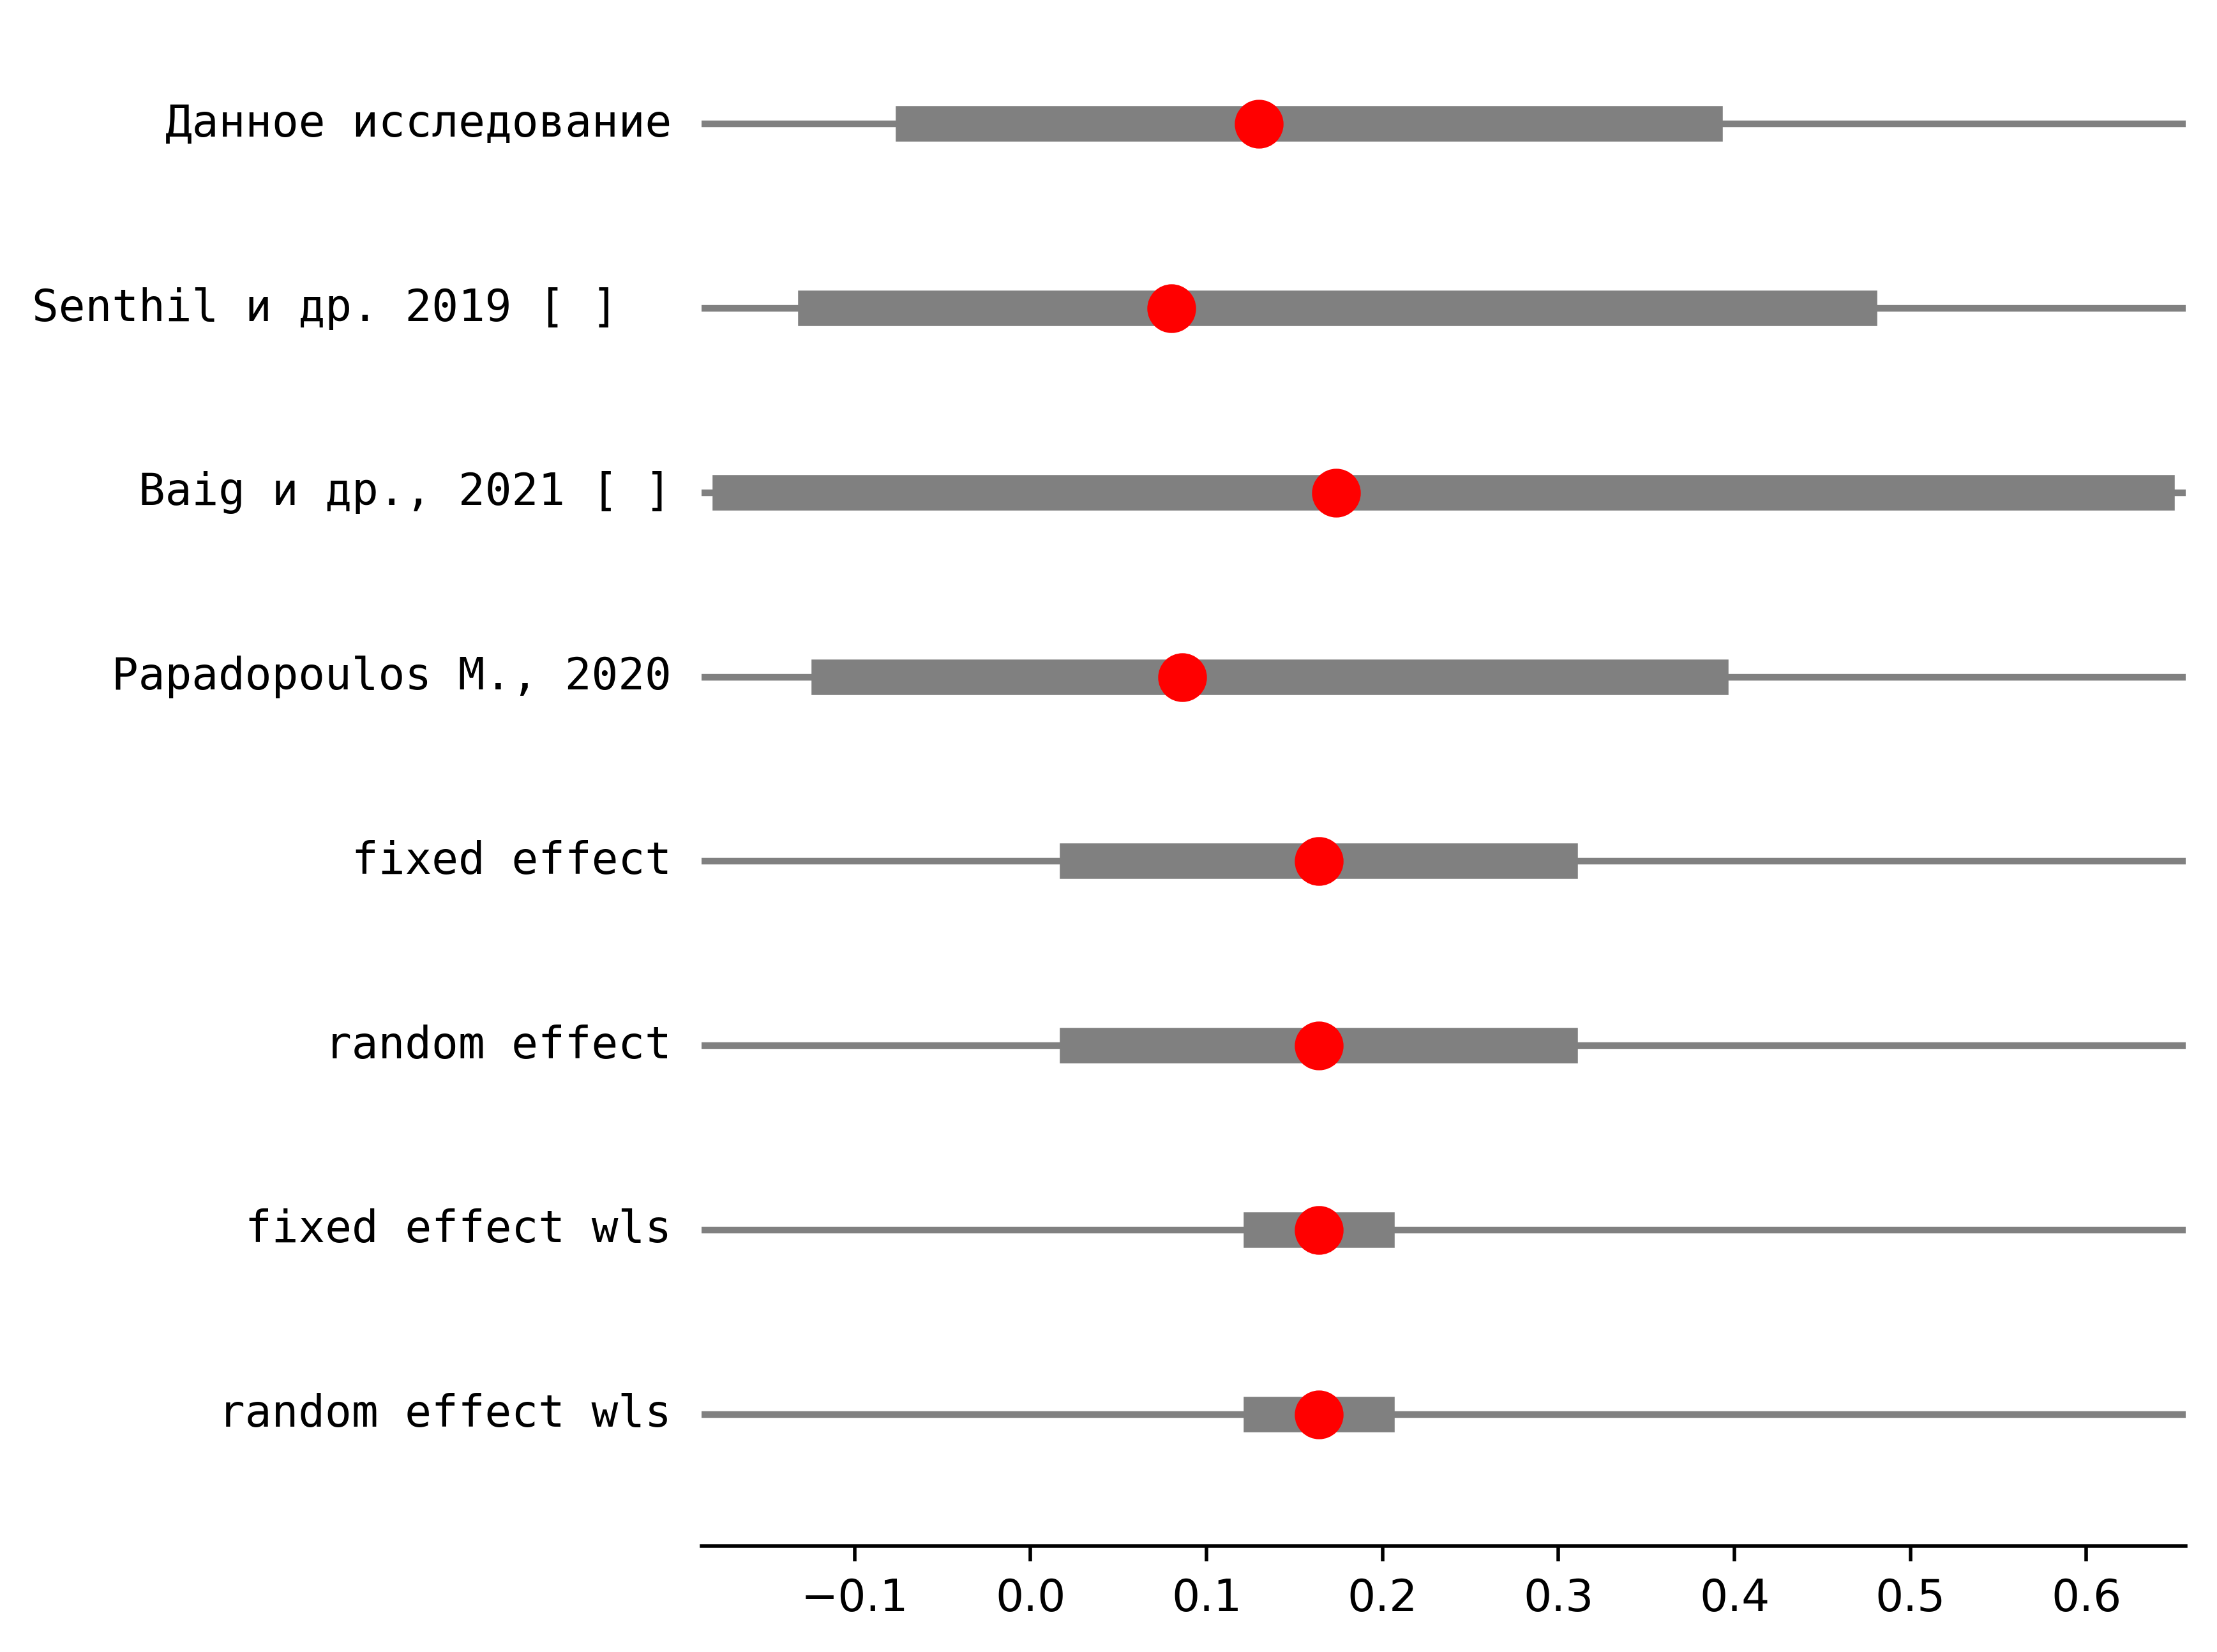 Данное исследование
Senthil и др. 2019 [ ]
Baig и др., 2021 [ ]
Papadopoulos M., 2020
fixed effect
random effect
fixed effect wls
random effect wls
−0.1 0.0 0.1 0.2 0.3 0.4 0.5 0.6